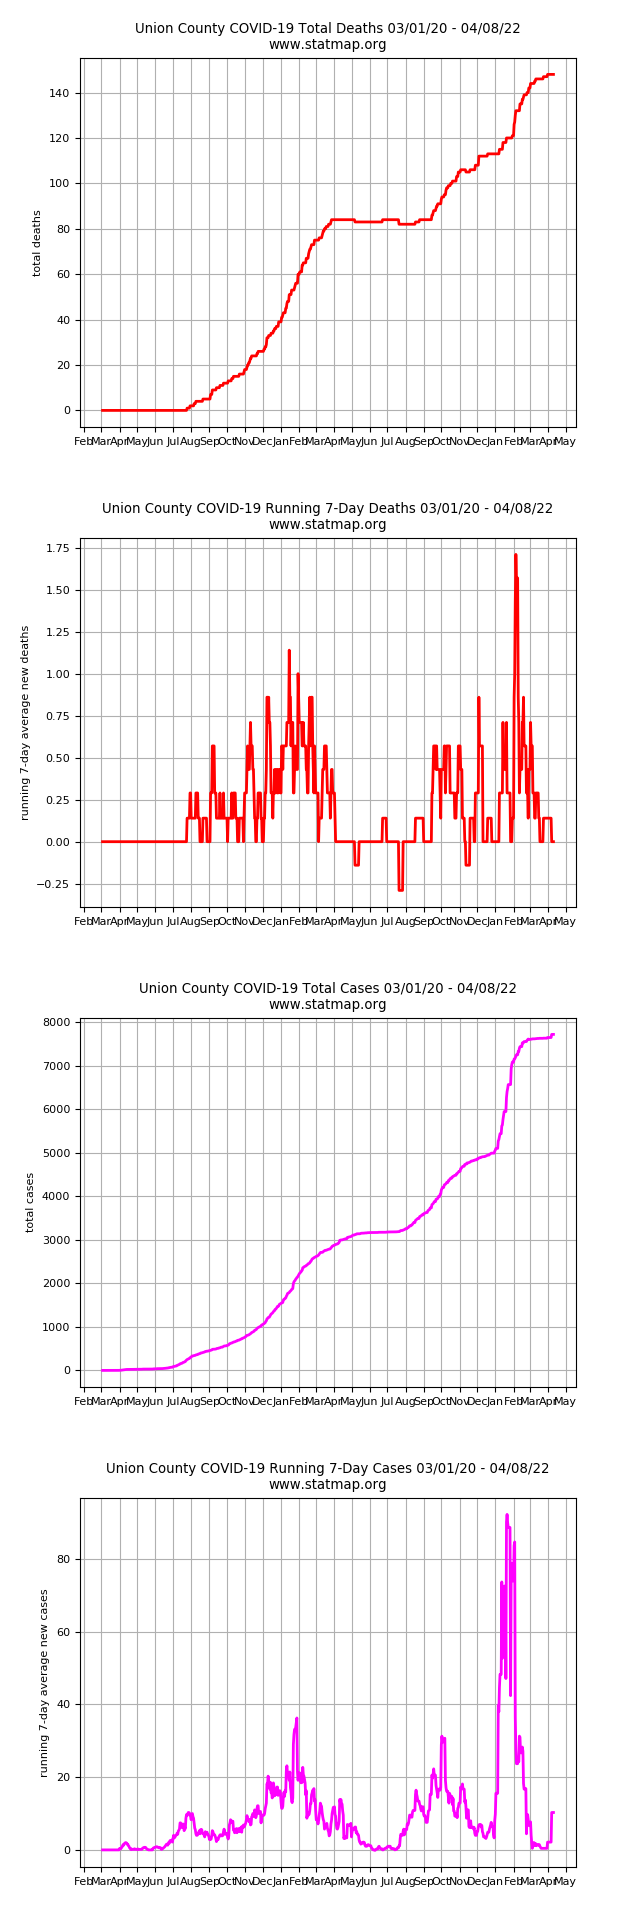 Union County COVID-19 Total Deaths 03/01/20 - 04/08/22
www.statmap.org
140
120
100
80
60
40
20
0
total deaths
Feb Mar Apr May Jun Jul Aug Sep Oct Nov Dec Jan Feb Mar Apr May Jun Jul Aug Sep Oct Nov Dec Jan Feb Mar Apr May
Union County COVID-19 Running 7-Day Deaths 03/01/20 - 04/08/22
www.statmap.org
1.75
1.50
1.25
1.00
0.75
0.50
0.25
0.00
−0.25
running 7-day average new deaths
Feb Mar Apr May Jun Jul Aug Sep Oct Nov Dec Jan Feb Mar Apr May Jun Jul Aug Sep Oct Nov Dec Jan Feb Mar Apr May
Union County COVID-19 Total Cases 03/01/20 - 04/08/22
www.statmap.org
8000
7000
6000
5000
4000
3000
2000
1000
0
total cases
Feb Mar Apr May Jun Jul Aug Sep Oct Nov Dec Jan Feb Mar Apr May Jun Jul Aug Sep Oct Nov Dec Jan Feb Mar Apr May
Union County COVID-19 Running 7-Day Cases 03/01/20 - 04/08/22
www.statmap.org
80
60
40
20
0
running 7-day average new cases
Feb Mar Apr May Jun Jul Aug Sep Oct Nov Dec Jan Feb Mar Apr May Jun Jul Aug Sep Oct Nov Dec Jan Feb Mar Apr May